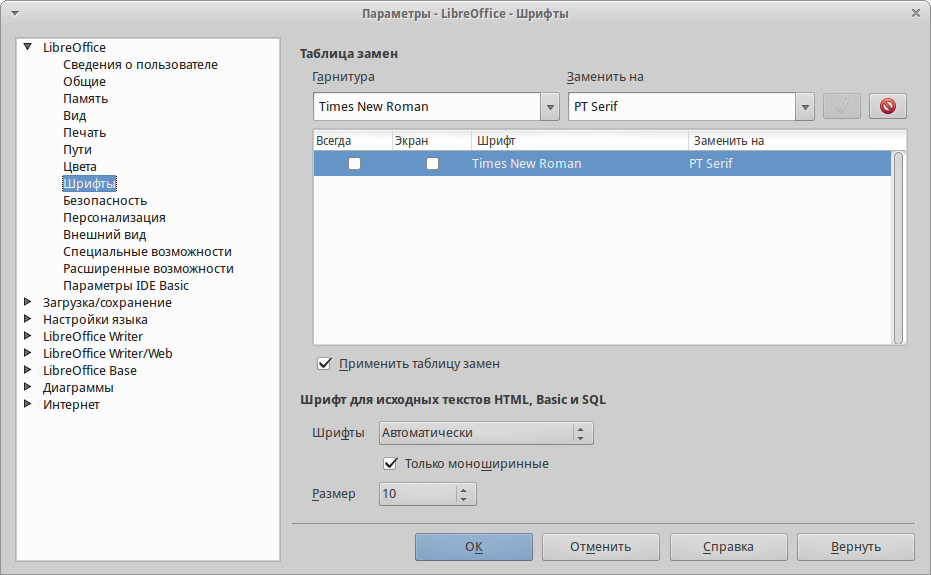 Параметры - LibreOffice - Шрифты
LibreOffice
Сведения о пользователе
Общие
Память
Вид
Печать
Пути
Цвета
Шрифты
Безопасность
Персонализация
Внешний вид
Специальные возможности
Расширенные возможности
Параметры IDE Basic
Загрузка/сохранение
Настройки языка
LibreOffice Writer
LibreOffice Writer/Web
LibreOffice Base
Диаграммы
Интернет
Таблица замен
Гарнитура Заменить на
Times New Roman PT Serif
Всегда Экран Шрифт Заменить на
Times New Roman PT Serif
Применить таблицу замен
Шрифт для исходных текстов HTML, Basic и SQL
Шрифты Автоматически
Только моноширинные
Размер 10
OK Отменить Справка Вернуть